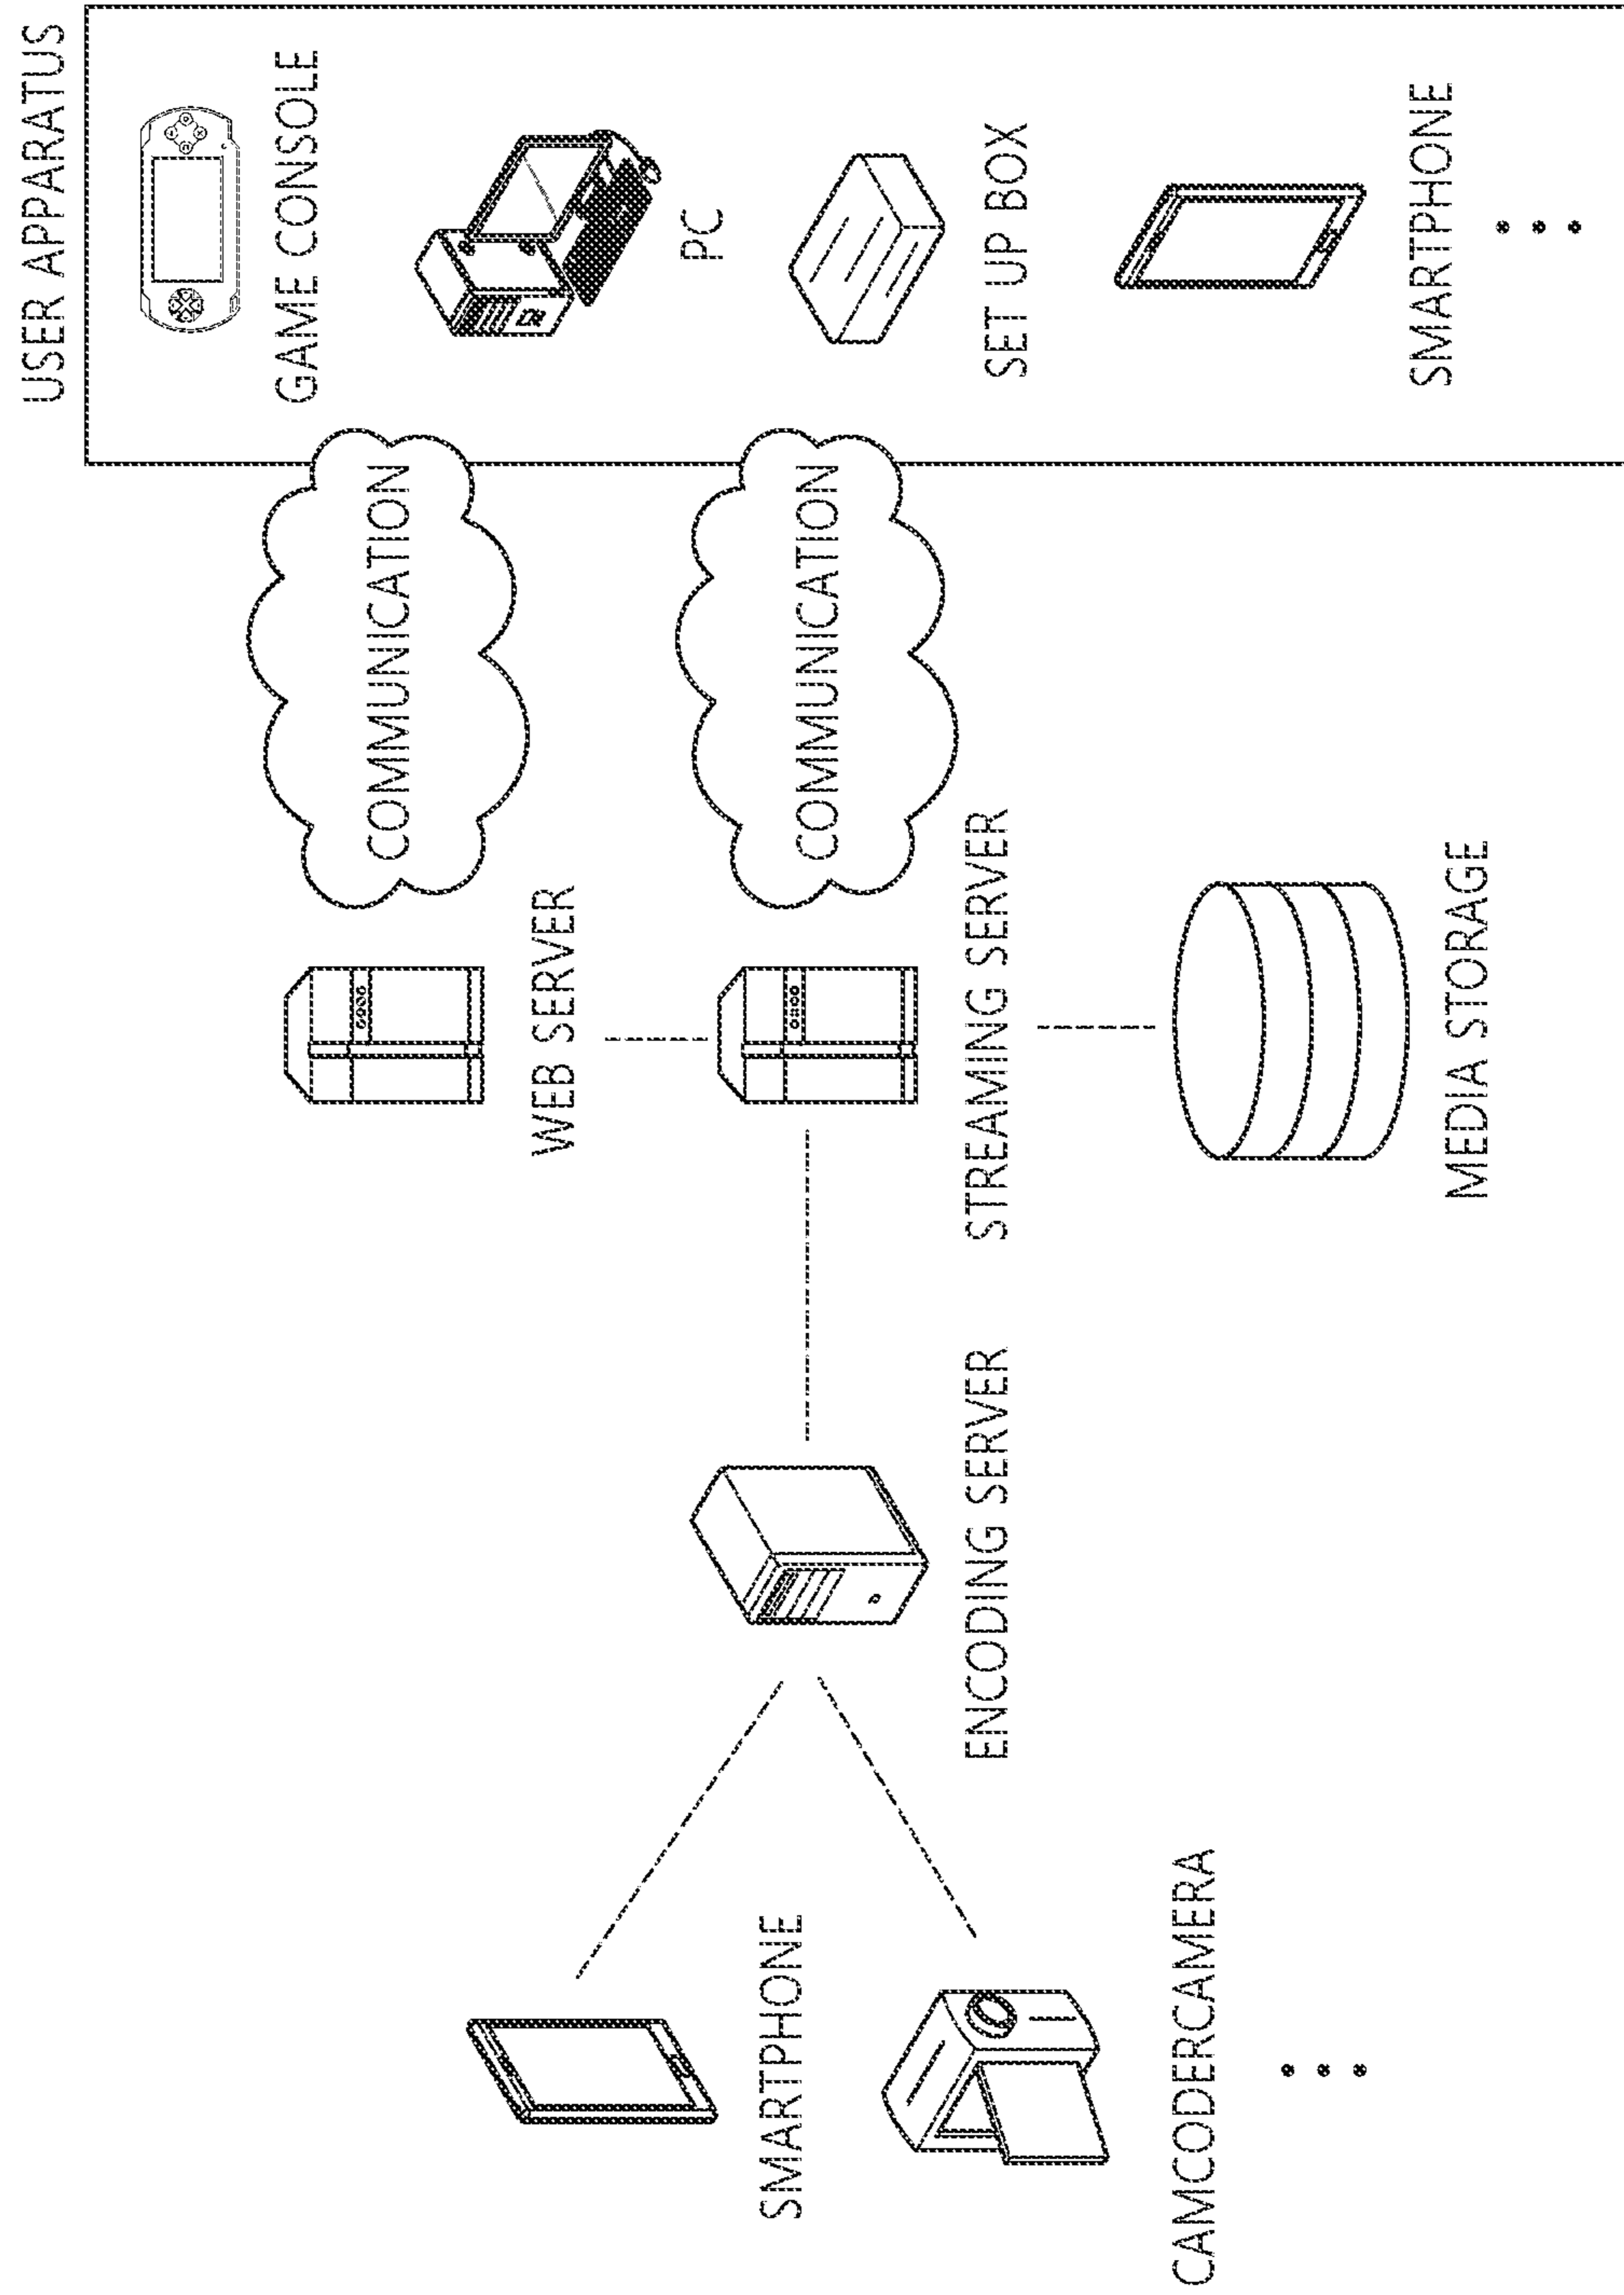 SMARTPHONE
CAMCODERCAMERA
ENCODING SERVER
WEB SERVER
STREAMING SERVER
MEDIA STORAGE
COMMUNICATION
COMMUNICATION
USER APPARATUS
GAME CONSOLE
PC
SET UP BOX
SMARTPHONE